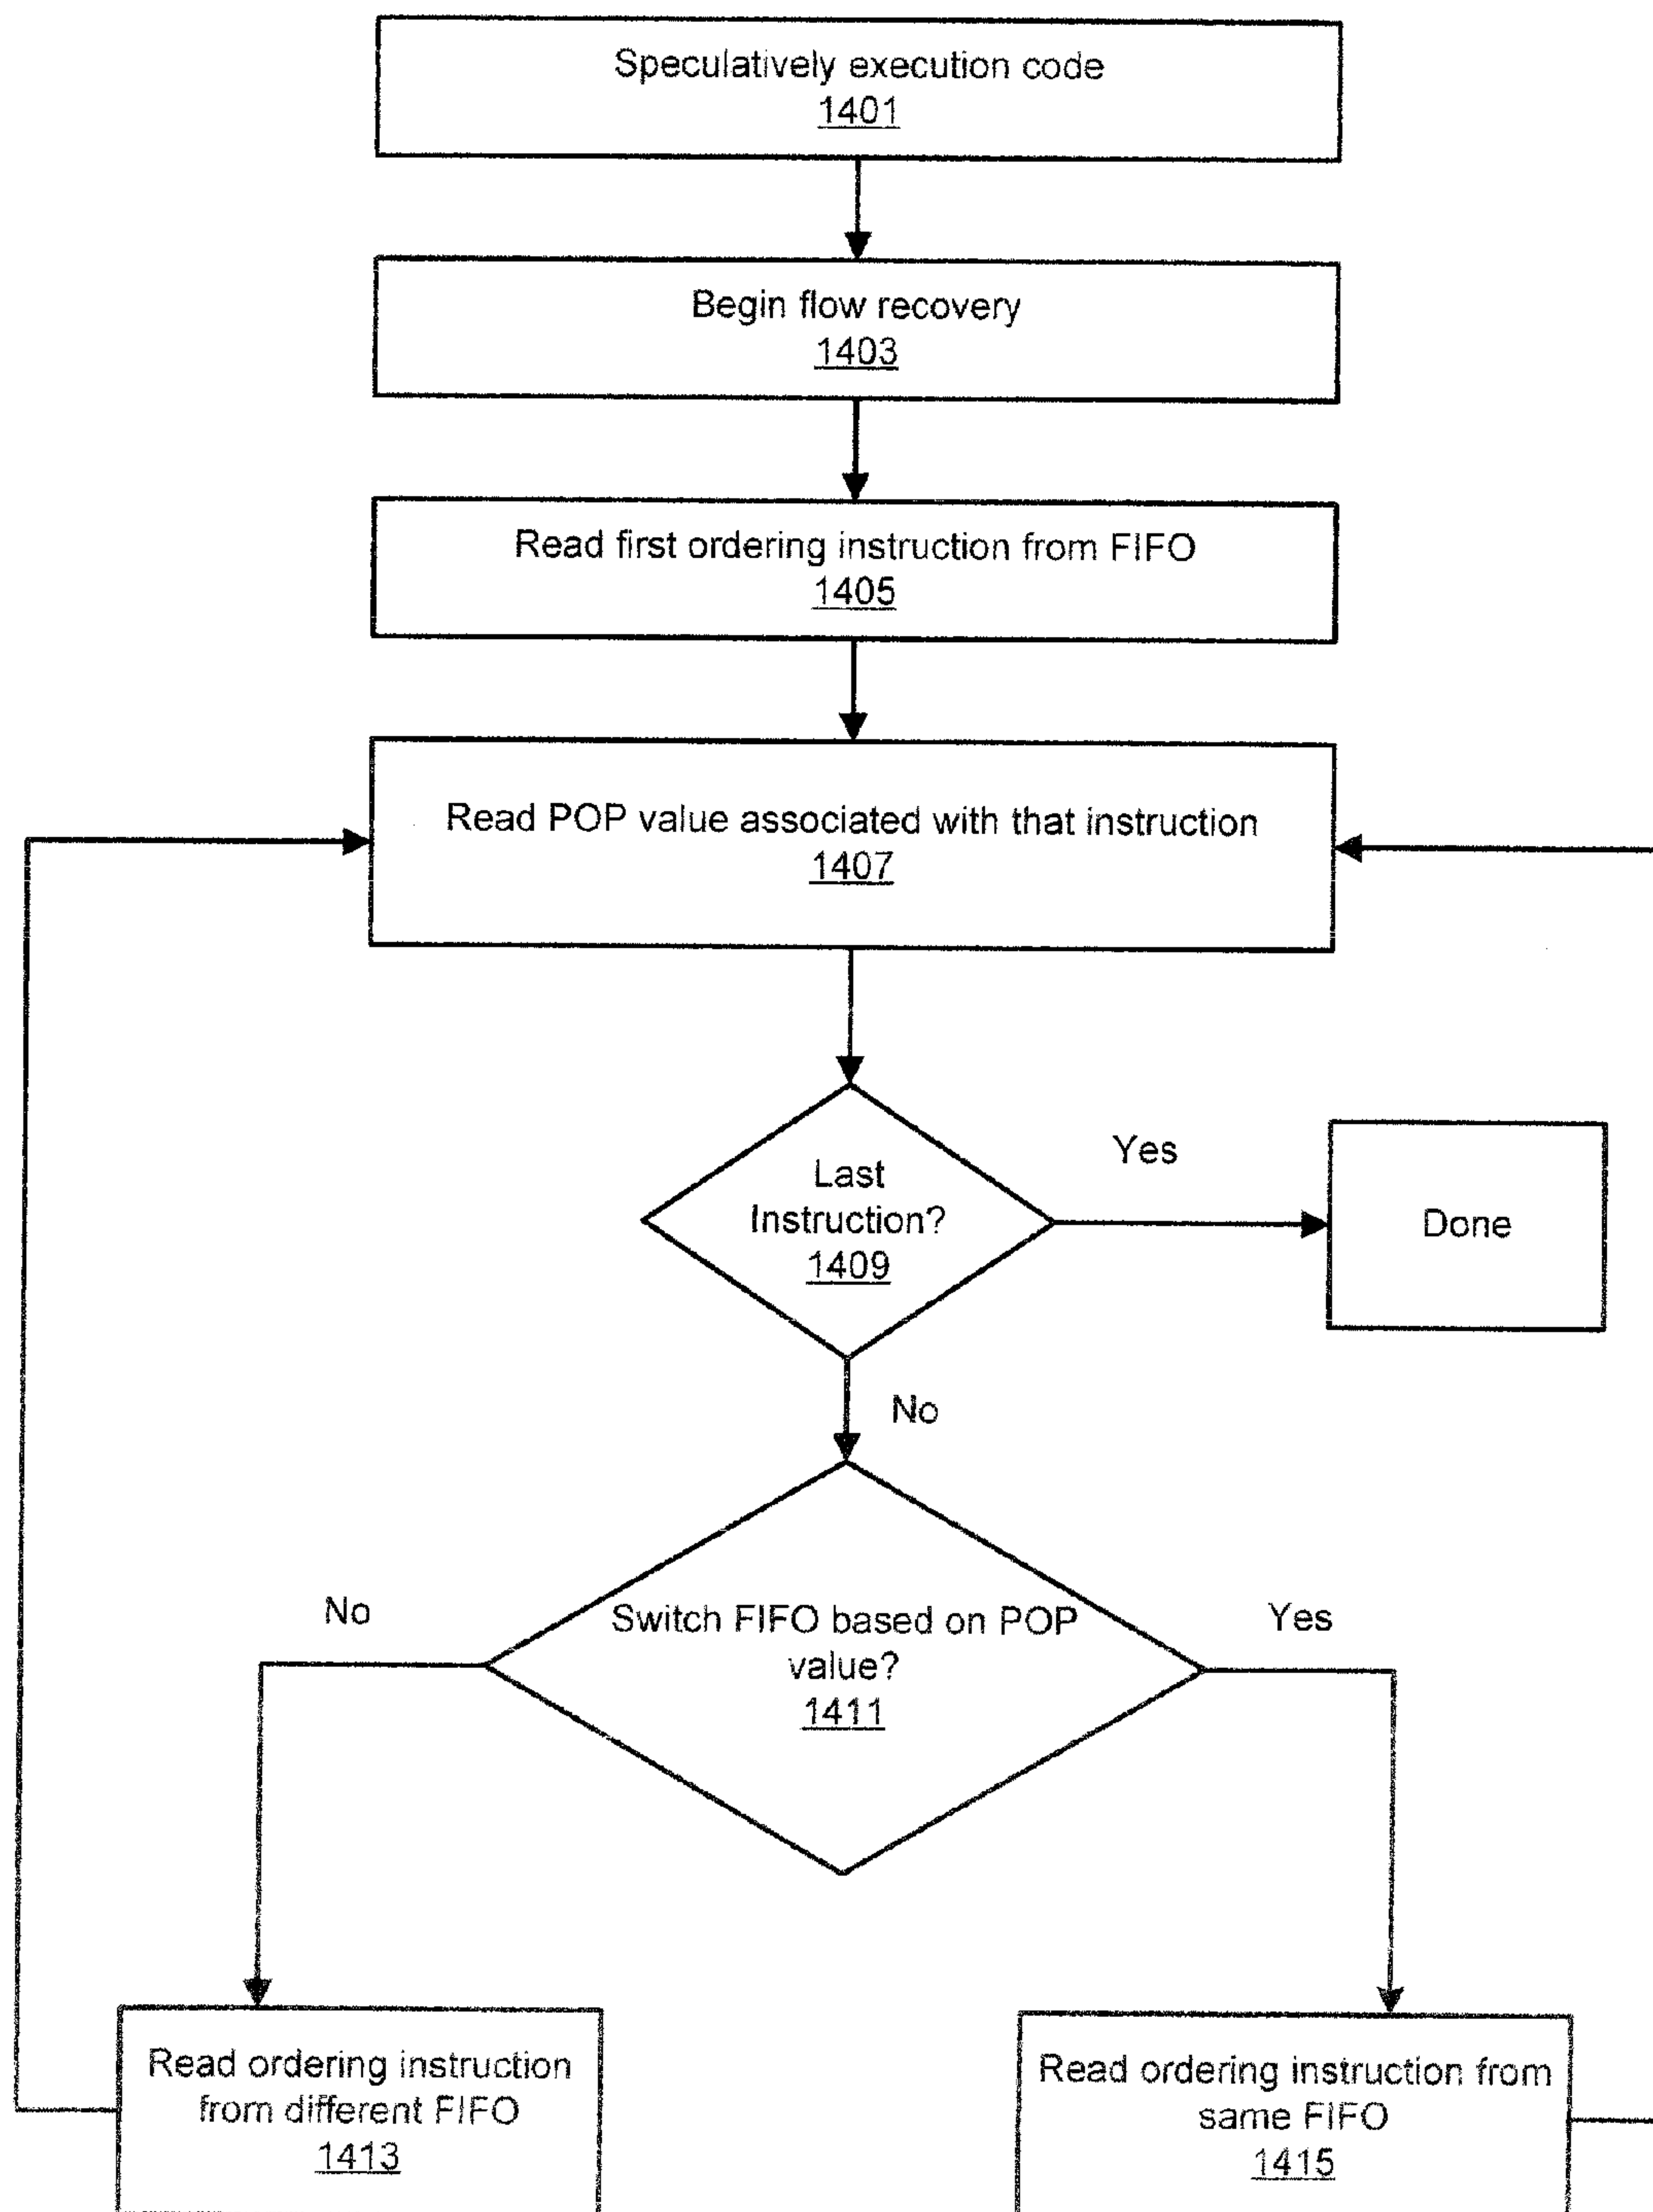 Speculatively execution code
1401
Begin flow recovery
1403
Read first ordering instruction from FIFO
1405
Read POP value associated with that instruction
1407
Last
Instruction?
1409
Yes
Done
No
Switch FIFO based on POP
value?
1411
No
Yes
Read ordering instruction
from different FIFO
1413
Read ordering instruction from
same FIFO
1415